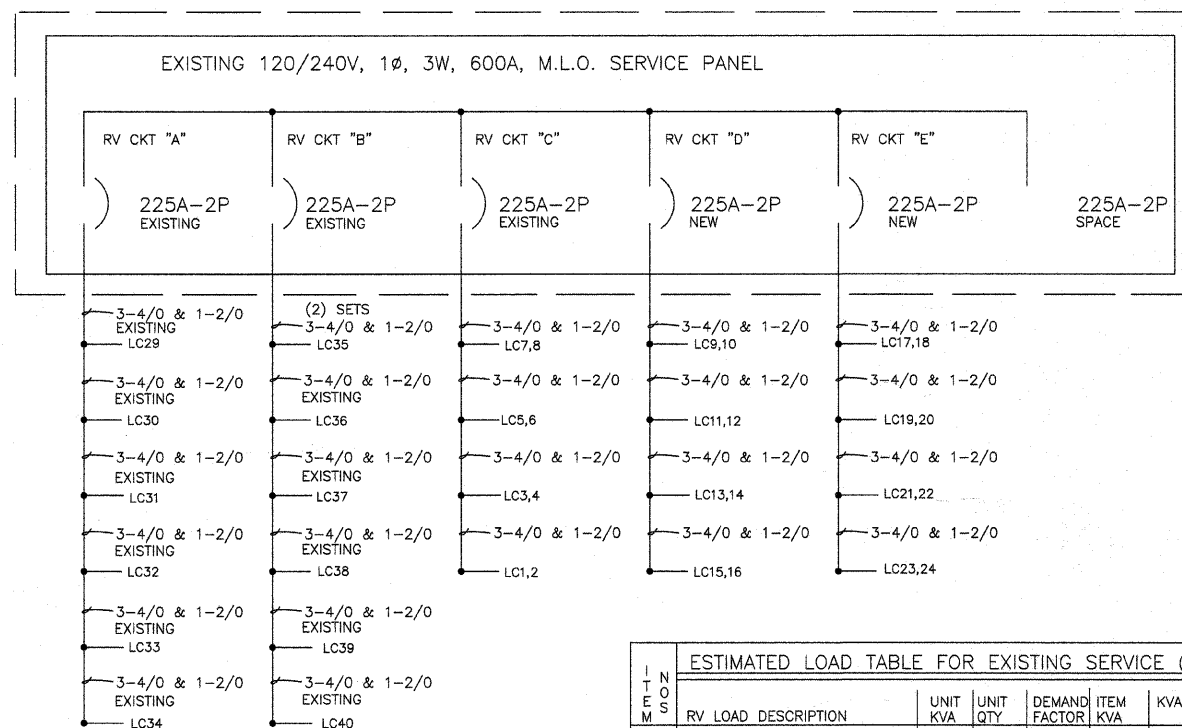 EXISTING 120/240V, 1ø, 3W, 600A, M.L.O. SERVICE PANEL
RV CKT "A"
RV CKT "B"
RV CKT "C"
RV CKT "D"
RV CKT "E"
225A-2P
EXISTING
225A-2P
EXISTING
225A-2P
EXISTING
225A-2P
NEW
225A-2P
NEW
225A-2P
SPACE
3-4/0 & 1-2/0
EXISTING
LC29
3-4/0 & 1-2/0
EXISTING
LC30
3-4/0 & 1-2/0
EXISTING
LC31
3-4/0 & 1-2/0
EXISTING
LC32
3-4/0 & 1-2/0
EXISTING
LC33
3-4/0 & 1-2/0
EXISTING
LC34
(2) SETS
3-4/0 & 1-2/0
LC35
3-4/0 & 1-2/0
EXISTING
LC36
3-4/0 & 1-2/0
EXISTING
LC37
3-4/0 & 1-2/0
EXISTING
LC38
3-4/0 & 1-2/0
EXISTING
LC39
3-4/0 & 1-2/0
EXISTING
LC40
3-4/0 & 1-2/0
LC7,8
3-4/0 & 1-2/0
LC5,6
3-4/0 & 1-2/0
LC3,4
3-4/0 & 1-2/0
LC1,2
3-4/0 & 1-2/0
LC9,10
3-4/0 & 1-2/0
LC11,12
3-4/0 & 1-2/0
LC13,14
3-4/0 & 1-2/0
LC15,16
3-4/0 & 1-2/0
LC17,18
3-4/0 & 1-2/0
LC19,20
3-4/0 & 1-2/0
LC21,22
3-4/0 & 1-2/0
LC23,24
ITEM NOS
ESTIMATED LOAD TABLE FOR EXISTING SERVICE (
RV LOAD DESCRIPTION
UNIT KVA
UNIT QTY
DEMAND FACTOR
ITEM KVA
KVA